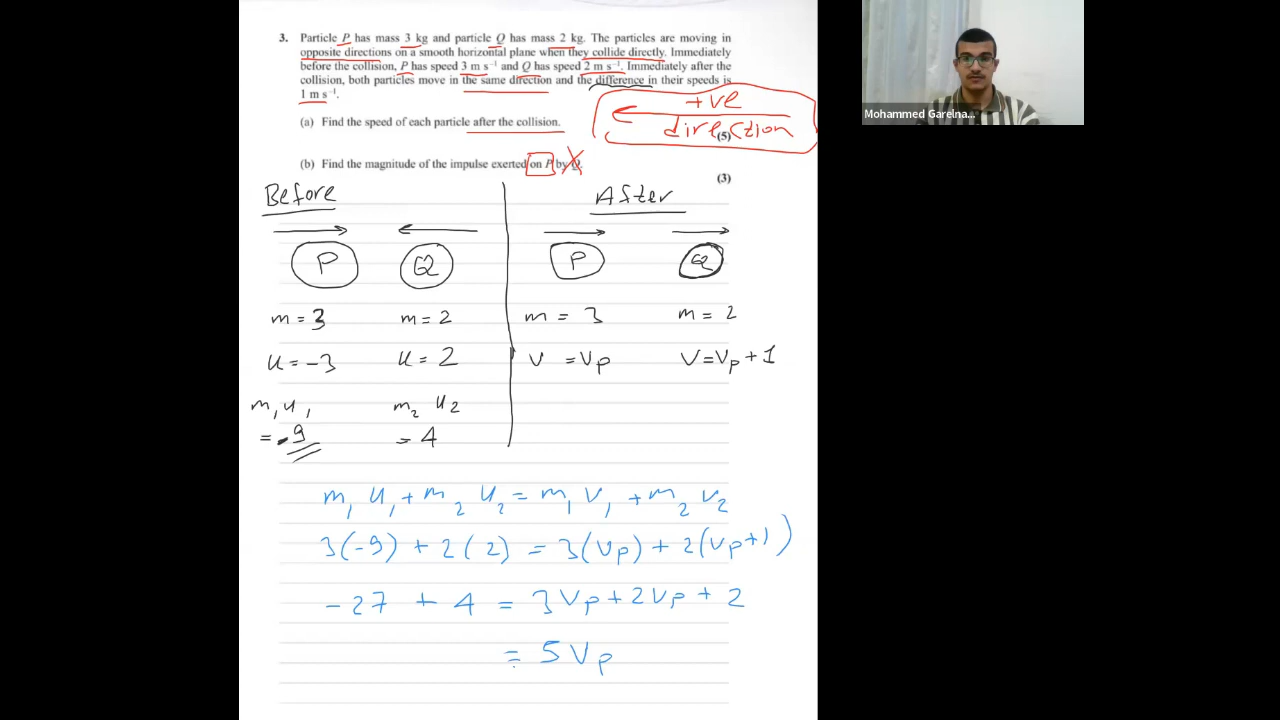 3. Particle P has mass 3 kg and particle Q has mass 2 kg. The particles are moving in
opposite directions on a smooth horizontal plane when they collide directly. Immediately
before the collision, P has speed 3 m s⁻¹ and Q has speed 2 m s⁻¹. Immediately after the
collision, both particles move in the same direction and the difference in their speeds is
1 m s⁻¹.
+ve
direction
(a) Find the speed of each particle after the collision.
(5)
(b) Find the magnitude of the impulse exerted on P by Q.
(3)
Before After
P Q P Q
m = 3 m = 2 m = 3 m = 2
u = -3 u = 2 v = vp v = vp + 1
m₁ u₁ m₂ u₂
= -9 = 4
m₁ u₁ + m₂ u₂ = m₁ v₁ + m₂ v₂
3(-9) + 2(2) = 3(vp) + 2(vp+1)
-27 + 4 = 3vp + 2vp + 2
= 5vp
Mohammed Garelna...